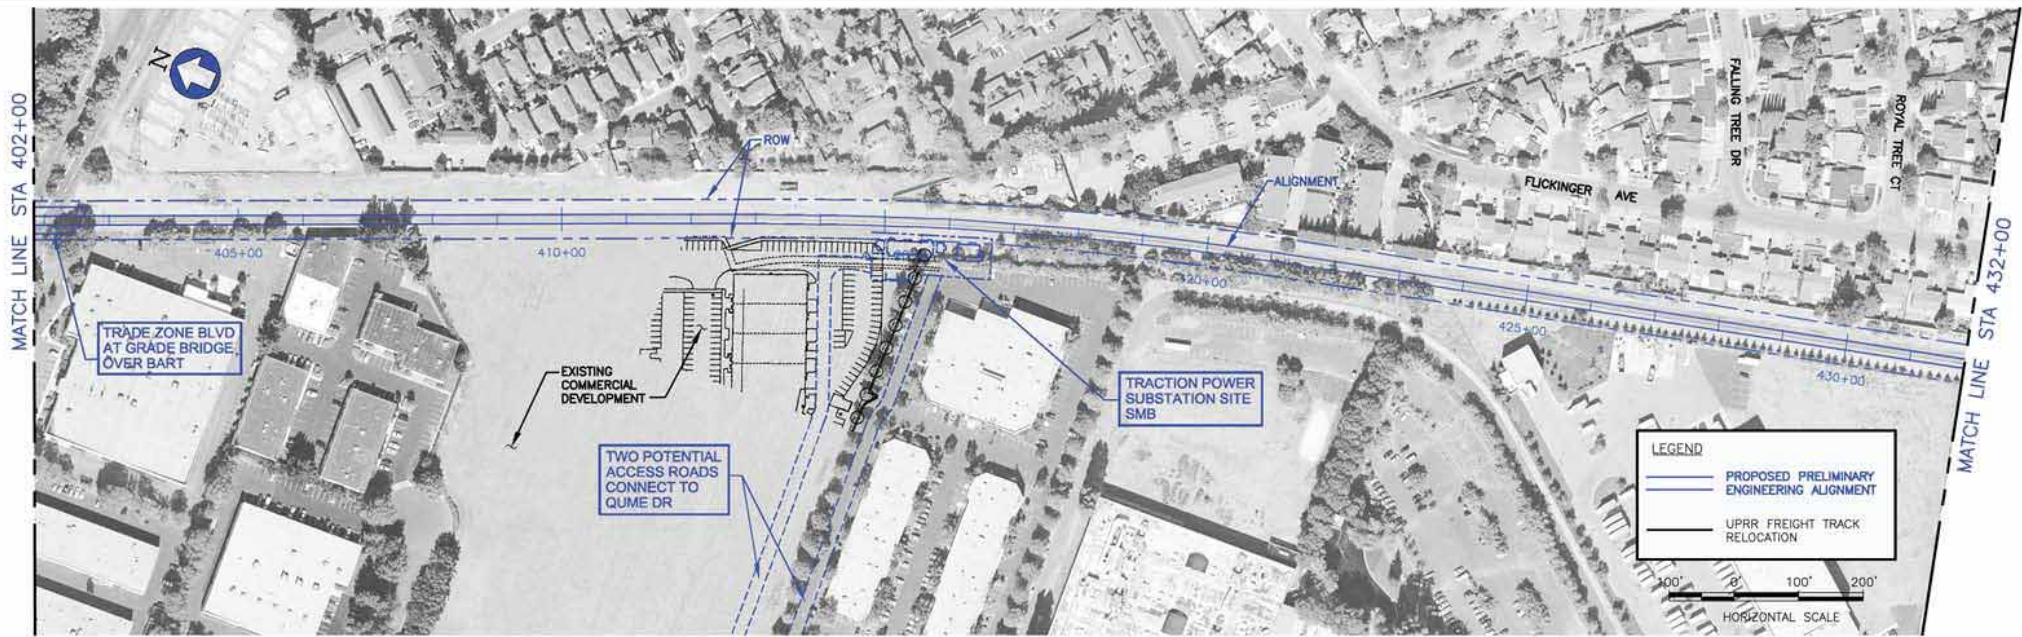 N
MATCH LINE STA 402+00
ROW
ALIGNMENT
FALLING TREE DR
ROYAL TREE CT
FLICKINGER AVE
MATCH LINE STA 432+00
405+00
410+00
420+00
425+00
430+00
TRADE ZONE BLVD
AT GRADE BRIDGE
OVER BART
EXISTING
COMMERCIAL
DEVELOPMENT
TRACTION POWER
SUBSTATION SITE
SMB
TWO POTENTIAL
ACCESS ROADS
CONNECT TO
QUME DR
LEGEND
PROPOSED PRELIMINARY
ENGINEERING ALIGNMENT
UPRR FREIGHT TRACK
RELOCATION
100' 0' 100' 200'
HORIZONTAL SCALE